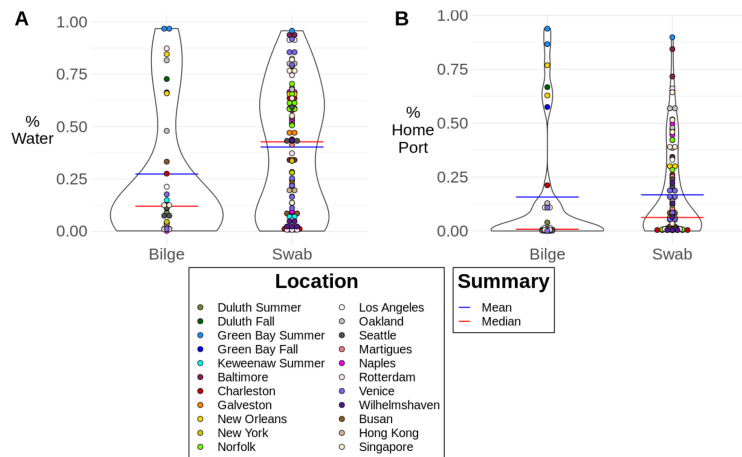 A
B
1.00
0.75
0.50
0.25
0.00
%
Water
Bilge
Swab
1.00
0.75
0.50
0.25
0.00
%
Home
Port
Bilge
Swab
Location
Duluth Summer
Duluth Fall
Green Bay Summer
Green Bay Fall
Keweenaw Summer
Baltimore
Charleston
Galveston
New Orleans
New York
Norfolk
Los Angeles
Oakland
Seattle
Martigues
Naples
Rotterdam
Venice
Wilhelmshaven
Busan
Hong Kong
Singapore
Summary
Mean
Median